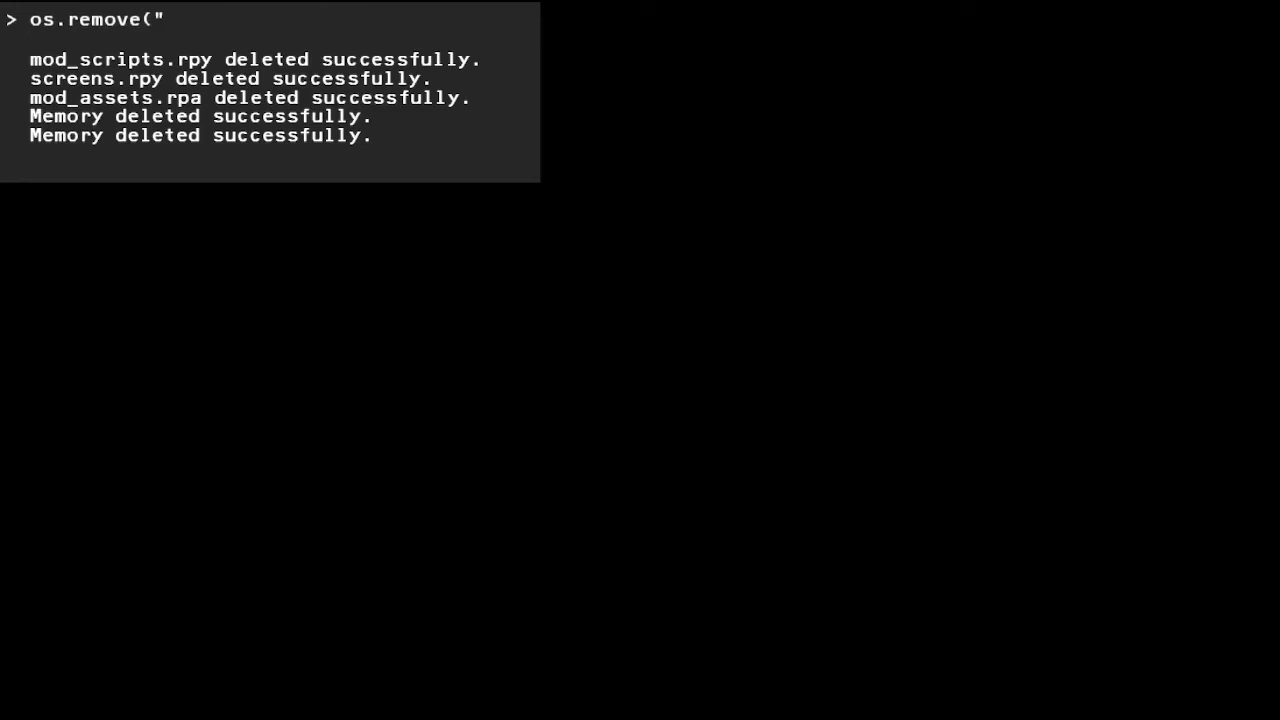 > os.remove("
mod_scripts.rpy deleted successfully.
screens.rpy deleted successfully.
mod_assets.rpa deleted successfully.
Memory deleted successfully.
Memory deleted successfully.